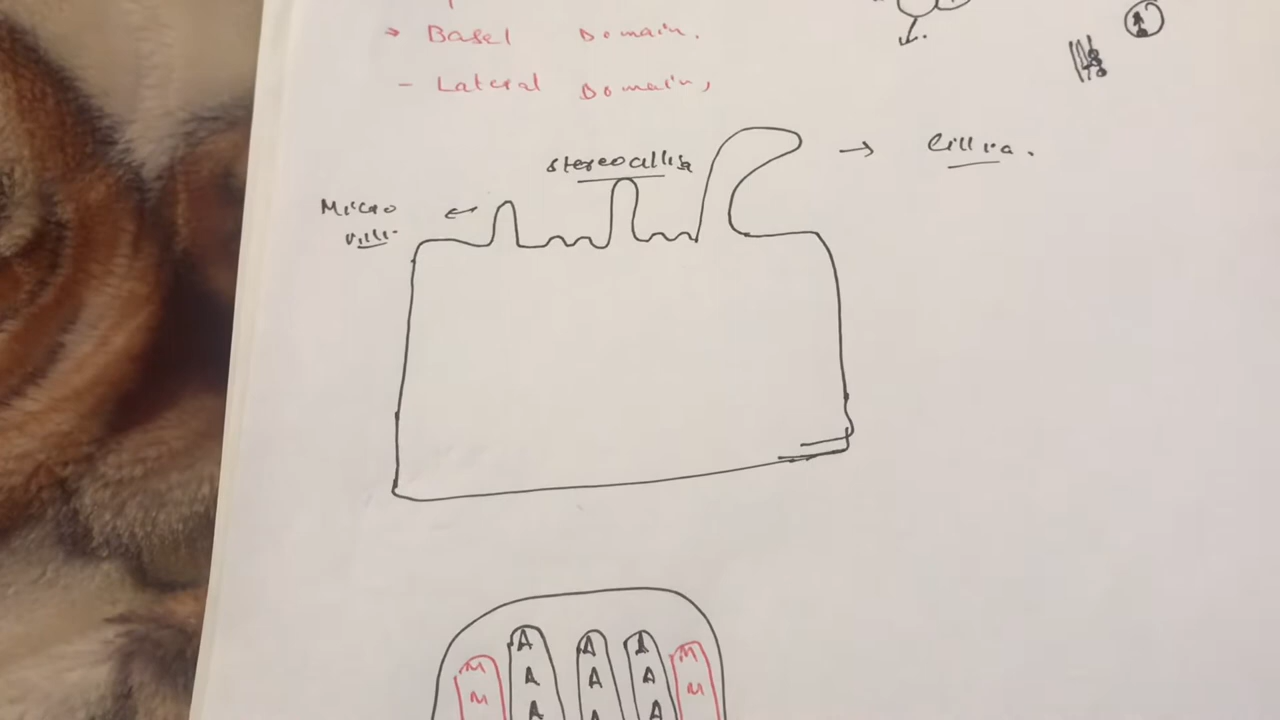 → Basel Domain.
- Lateral Domain,
stereocillia
→ Cillia.
Micro ←
villi
A A A
M M
A A A
M M
A A A